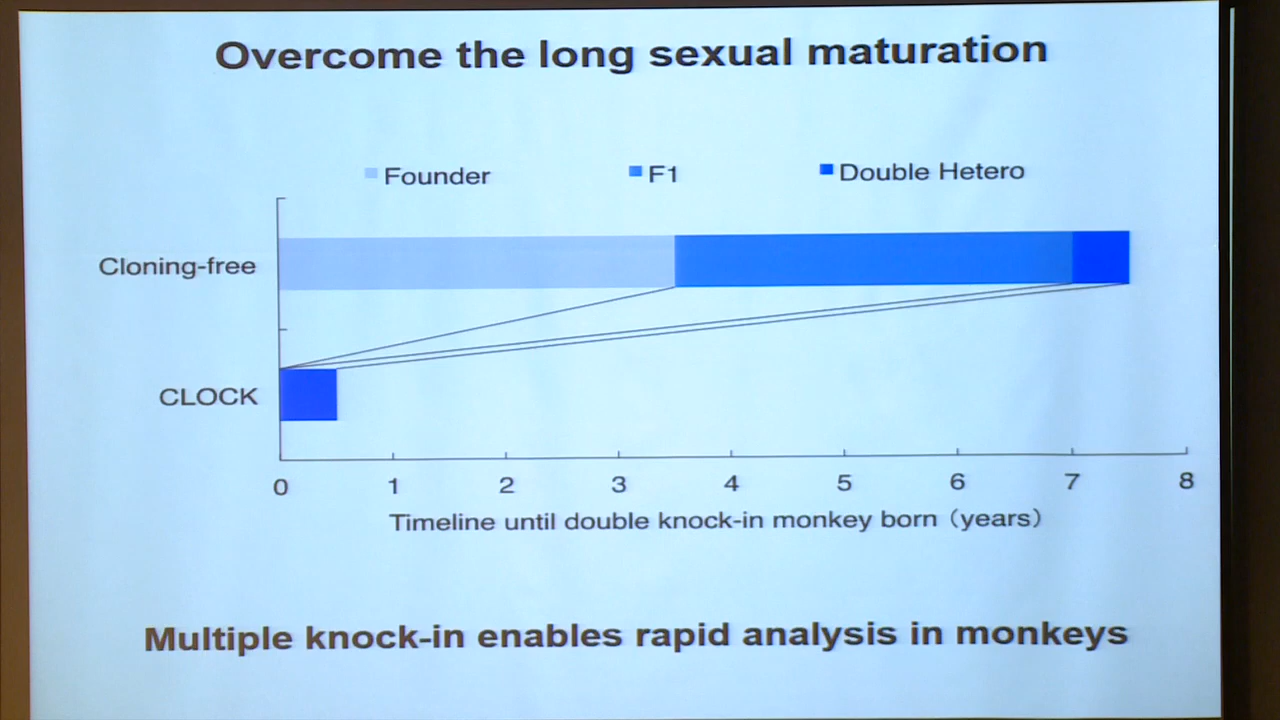 Overcome the long sexual maturation
Founder
F1
Double Hetero
Cloning-free
CLOCK
0 1 2 3 4 5 6 7 8
Timeline until double knock-in monkey born (years)
Multiple knock-in enables rapid analysis in monkeys